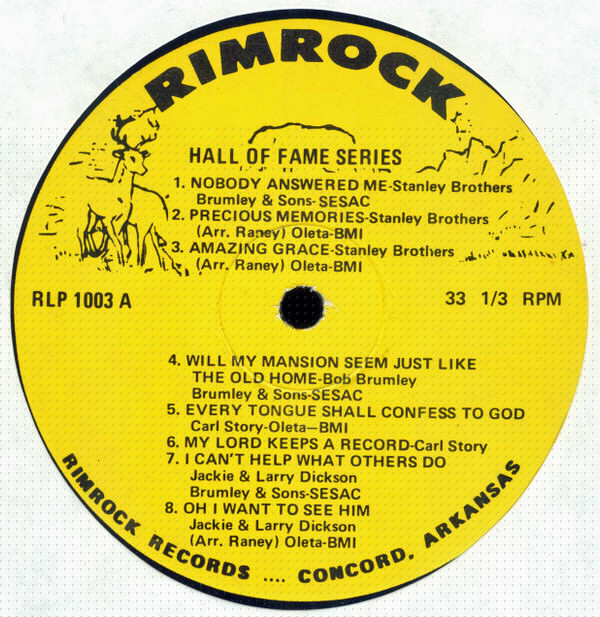 RIMROCK
HALL OF FAME SERIES
1. NOBODY ANSWERED ME-Stanley Brothers
Brumley & Sons-SESAC
2. PRECIOUS MEMORIES-Stanley Brothers
(Arr. Raney) Oleta-BMI
3. AMAZING GRACE-Stanley Brothers
(Arr. Raney) Oleta-BMI
RLP 1003 A
33 1/3 RPM
4. WILL MY MANSION SEEM JUST LIKE
THE OLD HOME-Bob Brumley
Brumley & Sons-SESAC
5. EVERY TONGUE SHALL CONFESS TO GOD
Carl Story-Oleta—BMI
6. MY LORD KEEPS A RECORD-Carl Story
7. I CAN'T HELP WHAT OTHERS DO
Jackie & Larry Dickson
Brumley & Sons-SESAC
8. OH I WANT TO SEE HIM
Jackie & Larry Dickson
(Arr. Raney) Oleta-BMI
RIMROCK RECORDS .... CONCORD, ARKANSAS